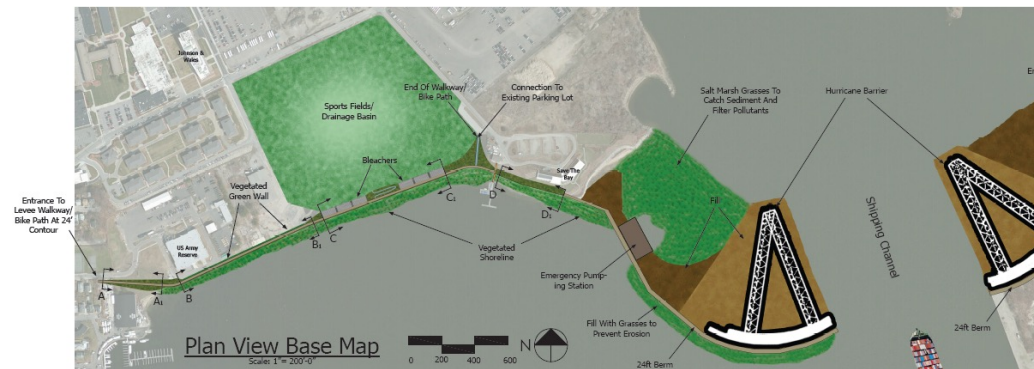 Johnson &
Wales
Sports Fields/
Drainage Basin
End Of Walkway/
Bike Path
Connection To
Existing Parking Lot
Salt Marsh Grasses To
Catch Sediment And
Filter Pollutants
Hurricane Barrier
Bleachers
Vegetated
Green Wall
Save The
Bay
Entrance To
Levee Walkway/
Bike Path At 24'
Contour
US Army
Reserve
A
A1
B
B1
C
C1
D
D1
Vegetated
Shoreline
Fill
Shipping Channel
Emergency Pump-
ing Station
Fill With Grasses to
Prevent Erosion
24ft Berm
24ft Berm
Plan View Base Map
Scale: 1"= 200'-0"
0
200
400
600
N